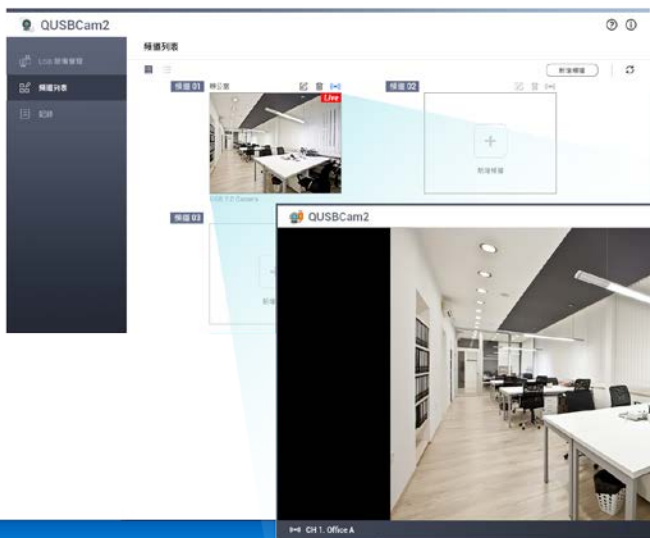 QUSBCam2
頻道列表
USB 設備管理
頻道列表
記錄
新增頻道
頻道 01
辦公室
Live
USB 2.0 Camera
頻道 02
新增頻道
頻道 03
QUSBCam2
CH 1. Office A